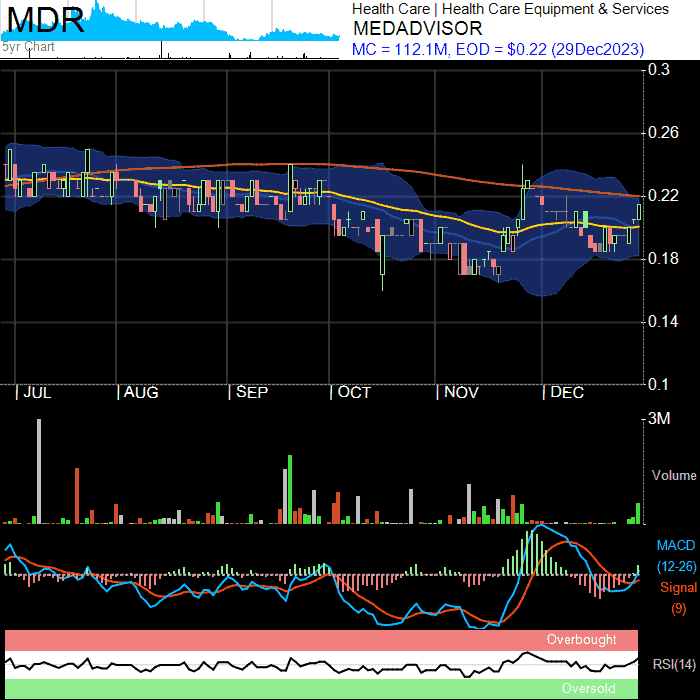 MDR
5yr Chart
Health Care | Health Care Equipment & Services
MEDADVISOR
MC = 112.1M, EOD = $0.22 (29Dec2023)
0.3
0.26
0.22
0.18
0.14
0.1
JUL AUG SEP OCT NOV DEC
3M
Volume
MACD
(12-26)
Signal
(9)
Overbought
RSI(14)
Oversold